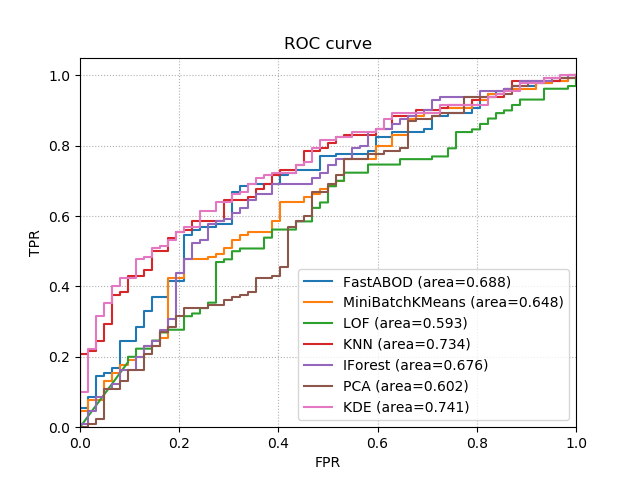 ROC curve
TPR
1.0
0.8
0.6
0.4
0.2
0.0
FastABOD (area=0.688)
MiniBatchKMeans (area=0.648)
LOF (area=0.593)
KNN (area=0.734)
IForest (area=0.676)
PCA (area=0.602)
KDE (area=0.741)
0.0 0.2 0.4 0.6 0.8 1.0
FPR